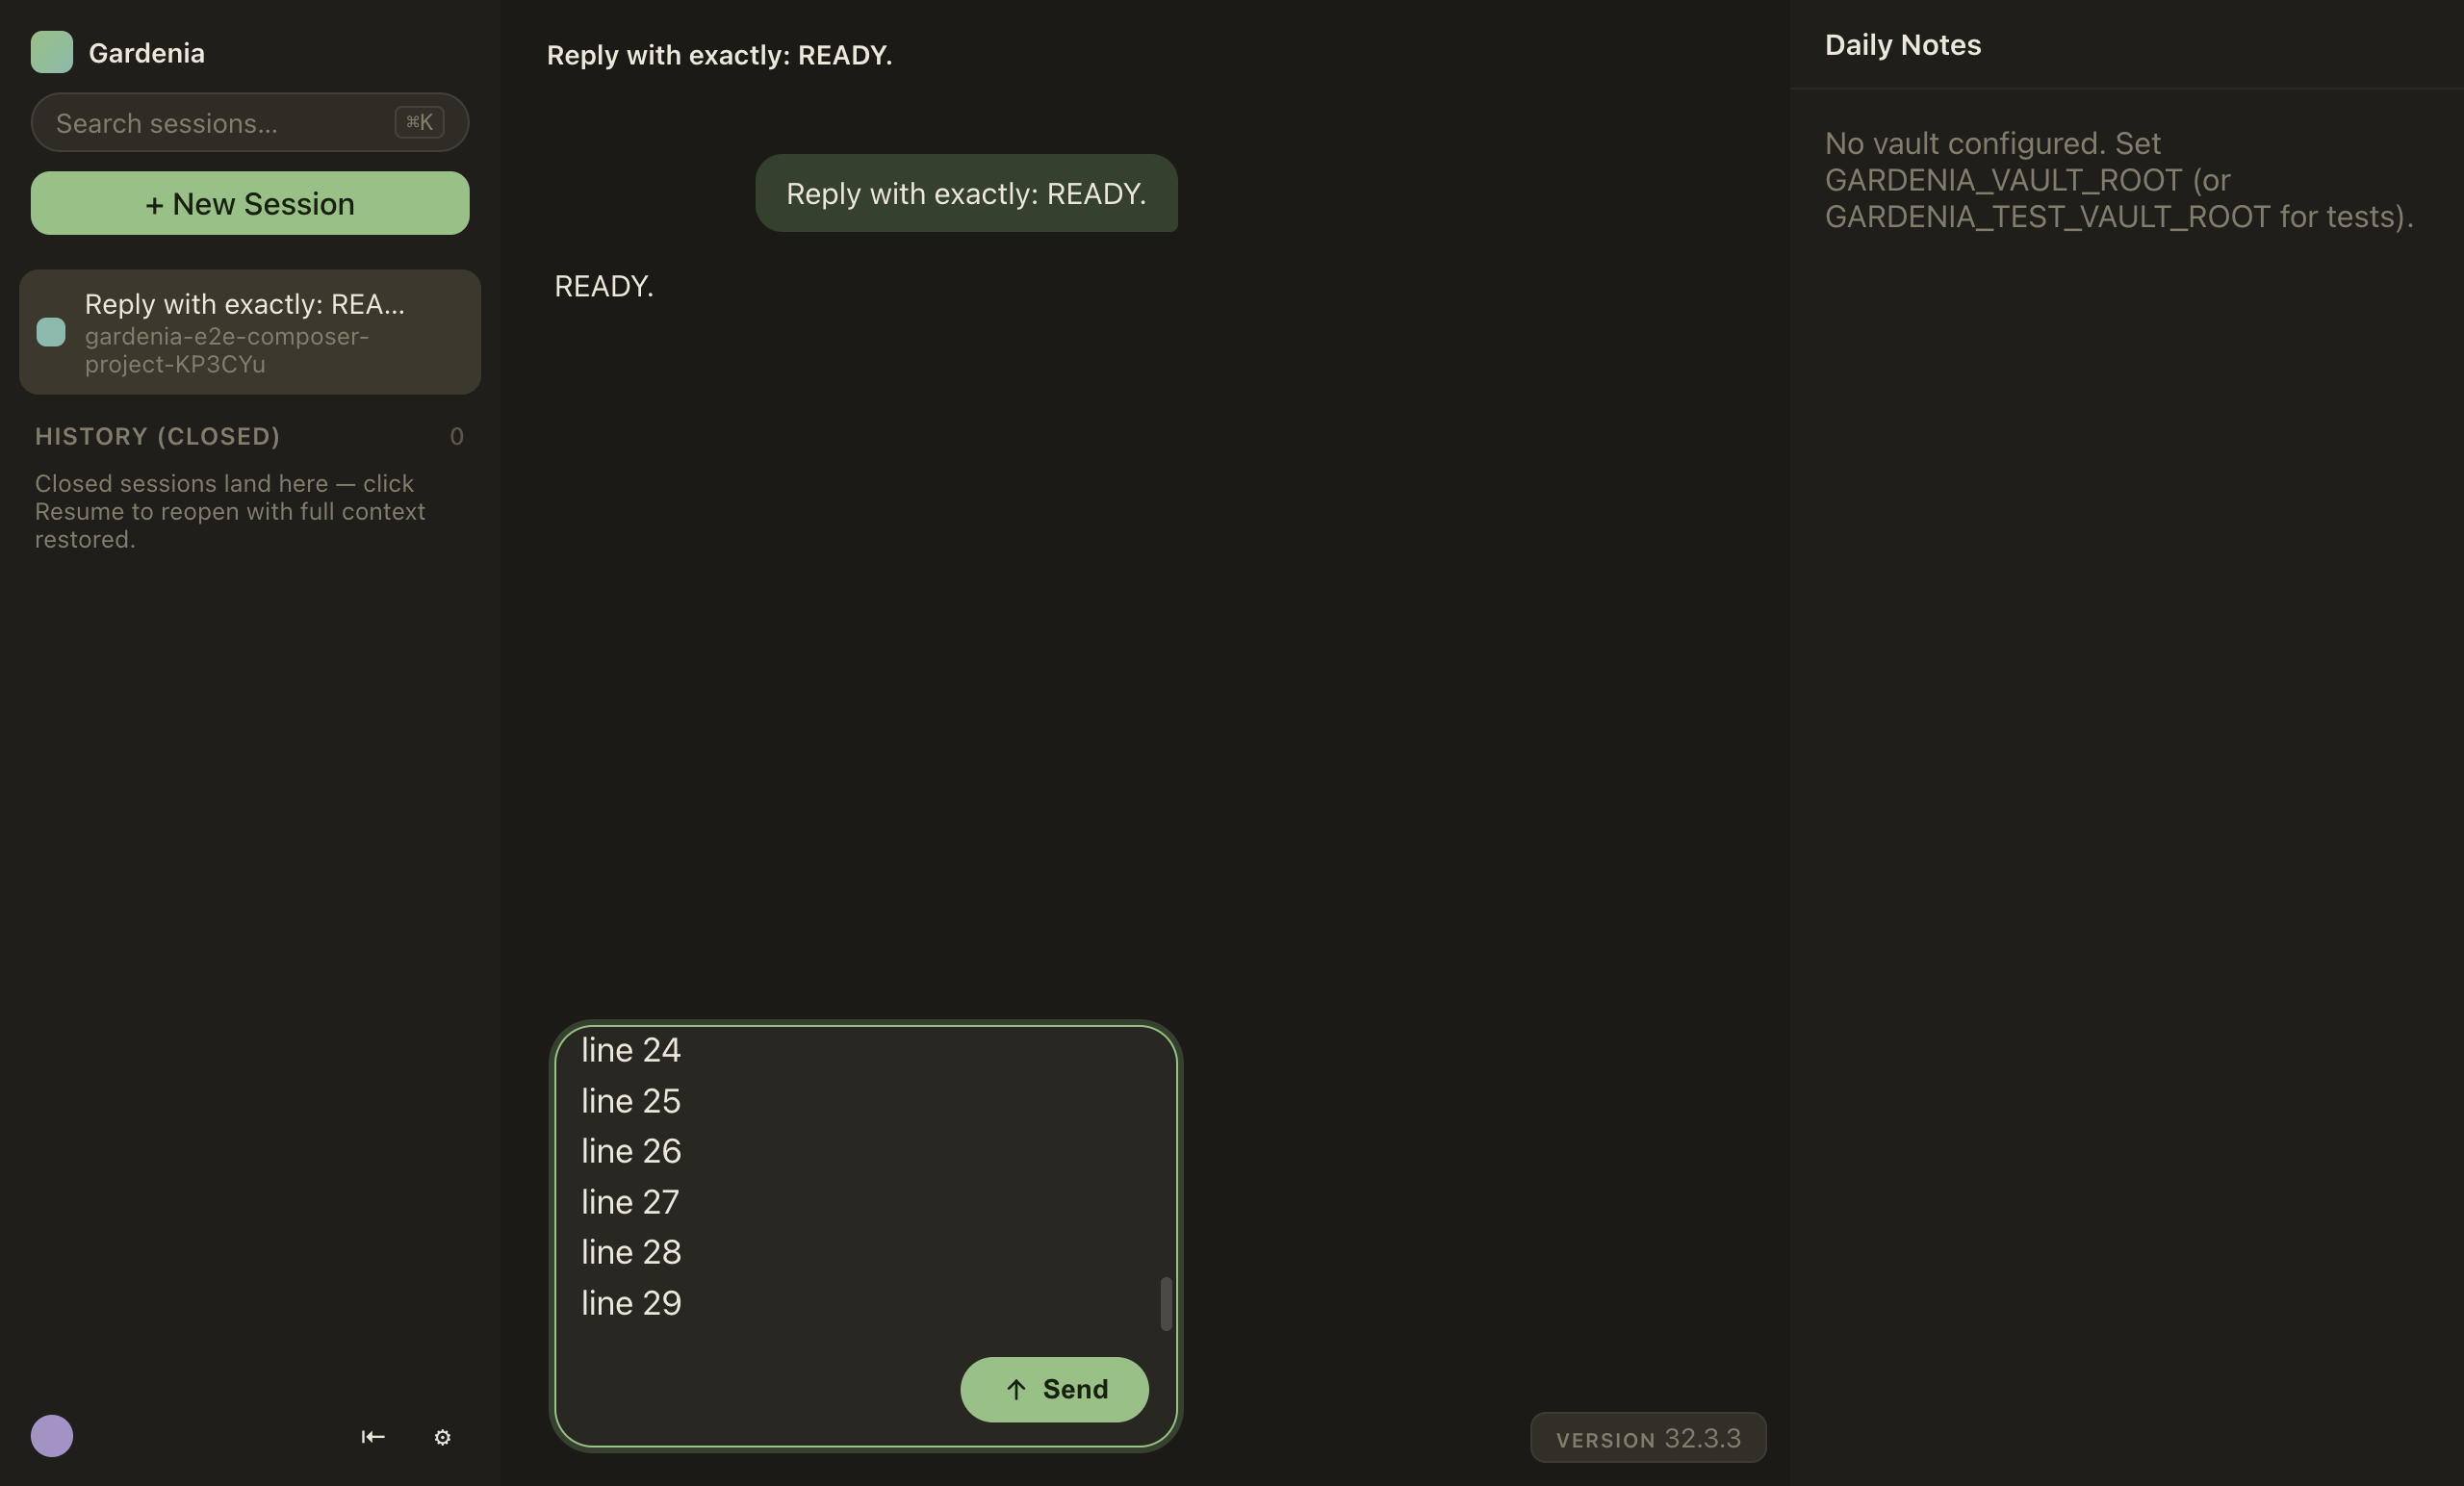 Gardenia
Search sessions...
⌘K
+ New Session
Reply with exactly: REA...
gardenia-e2e-composer-
project-KP3CYu
HISTORY (CLOSED)
0
Closed sessions land here — click
Resume to reopen with full context
restored.
Reply with exactly: READY.
Reply with exactly: READY.
READY.
line 24
line 25
line 26
line 27
line 28
line 29
↑ Send
VERSION 32.3.3
Daily Notes
No vault configured. Set
GARDENIA_VAULT_ROOT (or
GARDENIA_TEST_VAULT_ROOT for tests).